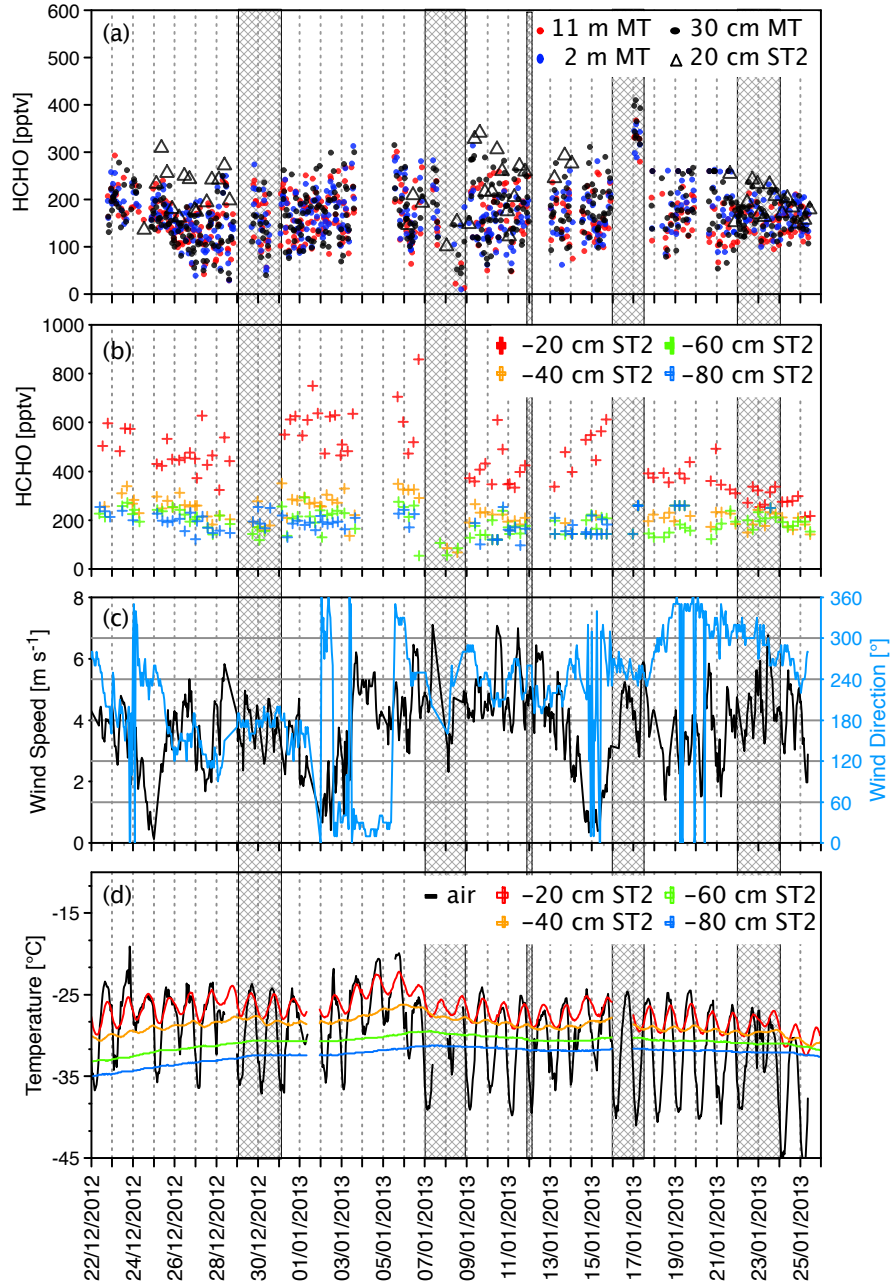 (a)
11 m MT
30 cm MT
2 m MT
20 cm ST2
HCHO [pptv]
600
500
400
300
200
100
0
(b)
−20 cm ST2
−60 cm ST2
−40 cm ST2
−80 cm ST2
HCHO [pptv]
1000
800
600
400
200
0
(c)
Wind Speed [m s⁻¹]
8
6
4
2
0
Wind Direction [°]
360
300
240
180
120
60
0
(d)
air
−20 cm ST2
−60 cm ST2
−40 cm ST2
−80 cm ST2
Temperature [°C]
-15
-25
-35
-45
22/12/2012
24/12/2012
26/12/2012
28/12/2012
30/12/2012
01/01/2013
03/01/2013
05/01/2013
07/01/2013
09/01/2013
11/01/2013
13/01/2013
15/01/2013
17/01/2013
19/01/2013
21/01/2013
23/01/2013
25/01/2013